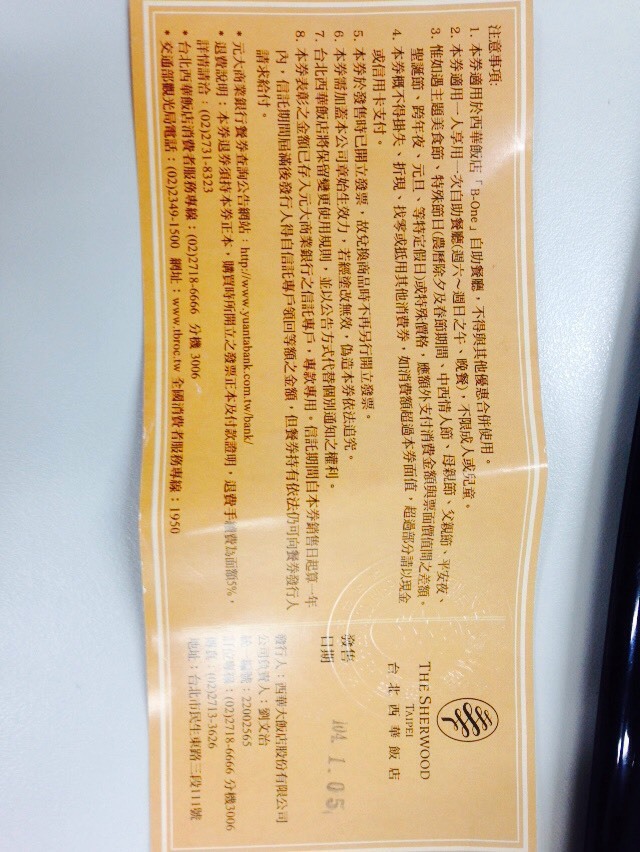 注意事項:
1. 本券適用於西華飯店「B-One」自助餐廳，不得與其他優惠合併使用。
2. 本券適用一人享用一次自助餐廳(週六～週日之午、晚餐)，不限成人或兒童。
3. 惟如遇主題美食節，特殊節日(農曆除夕及春節期間、中西情人節、母親節、父親節、平安夜、
聖誕節、跨年夜、元旦、等特定假日)或特殊價格，應額外支付消費金額與票面價值間之差額。
4. 本券概不得掛失、折現、找零或抵用其他消費券，如消費額超過本券面值，超過部分請以現金
或信用卡支付。
5. 本券於發售時已開立發票，故兌換商品時不再另行開立發票。
6. 本券需加蓋本公司章始生效力，若經塗改無效，偽造本券依法追究。
7. 台北西華飯店將保留變更使用規則，並以公告方式代替個別通知之權利。
8. 本券表彰之金額已存入元大商業銀行之信託專戶，專款專用。信託期間自本券銷售日起算一年
內，信託期間屆滿後發行人得自信託專戶領回等額之金額，但餐券持有依法仍可向餐券發行人
請求給付。
• 元大商業銀行餐券查詢公告網站：http://www.yuantabank.com.tw/bank/
• 退費說明：本券退券須持本券正本，購買時所開立之發票正本及付款證明，退費手續費為面額5%，
詳情請洽：(02)2731-8323
• 台北西華飯店消費者服務專線：(02)2718-6666 分機 3006
• 交通部觀光局電話：(02)2349-1500 網址：www.tbroc.tw 全國消費者服務專線：1950
THE SHERWOOD
TAIPEI
台北西華飯店
發售
日期
104. 1. 05
發行人：西華大飯店股份有限公司
公司負責人：劉文治
統一編號：22002565
訂位專線：(02)2718-6666 分機3006
傳真：(02)2713-3626
地址：台北市民生東路三段111號